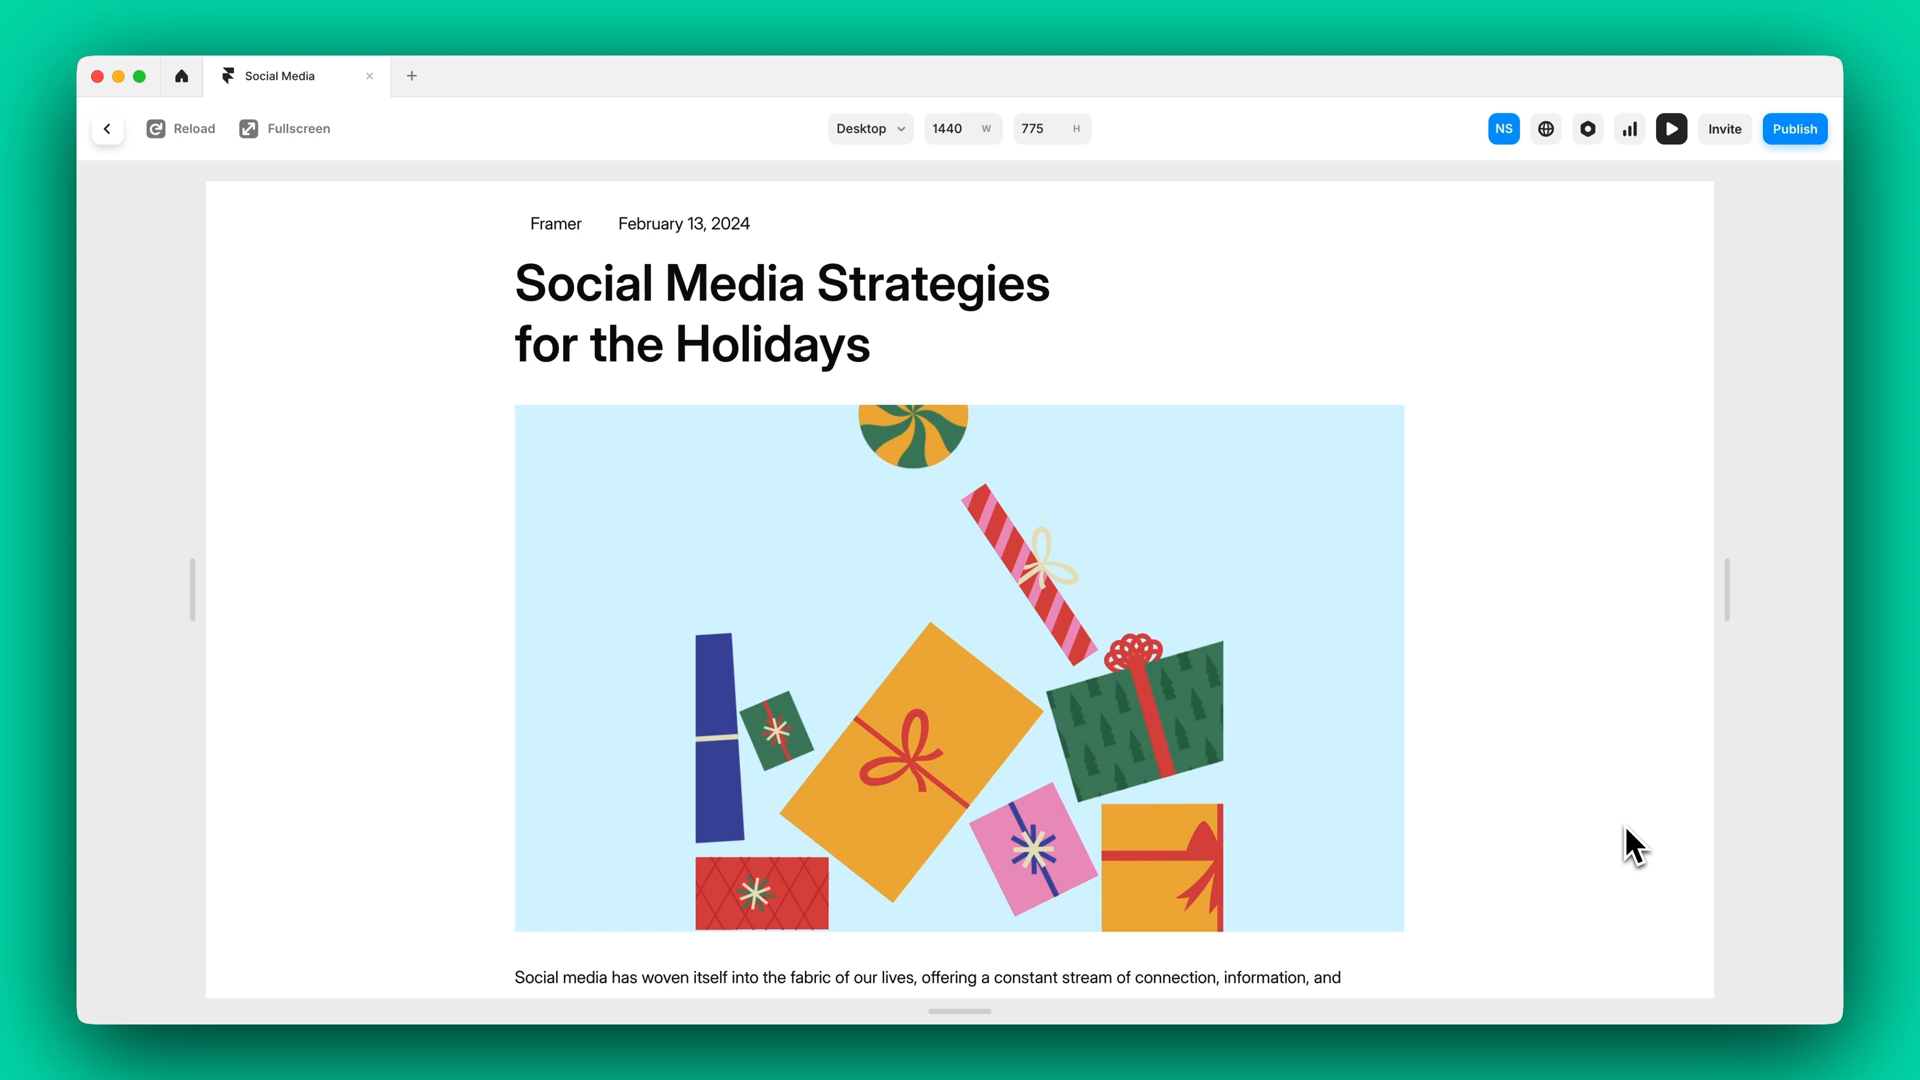 Social Media
Reload
Fullscreen
Desktop
1440 W
775 H
NS
Invite
Publish
Framer
February 13, 2024
Social Media Strategies
for the Holidays
Social media has woven itself into the fabric of our lives, offering a constant stream of connection, information, and